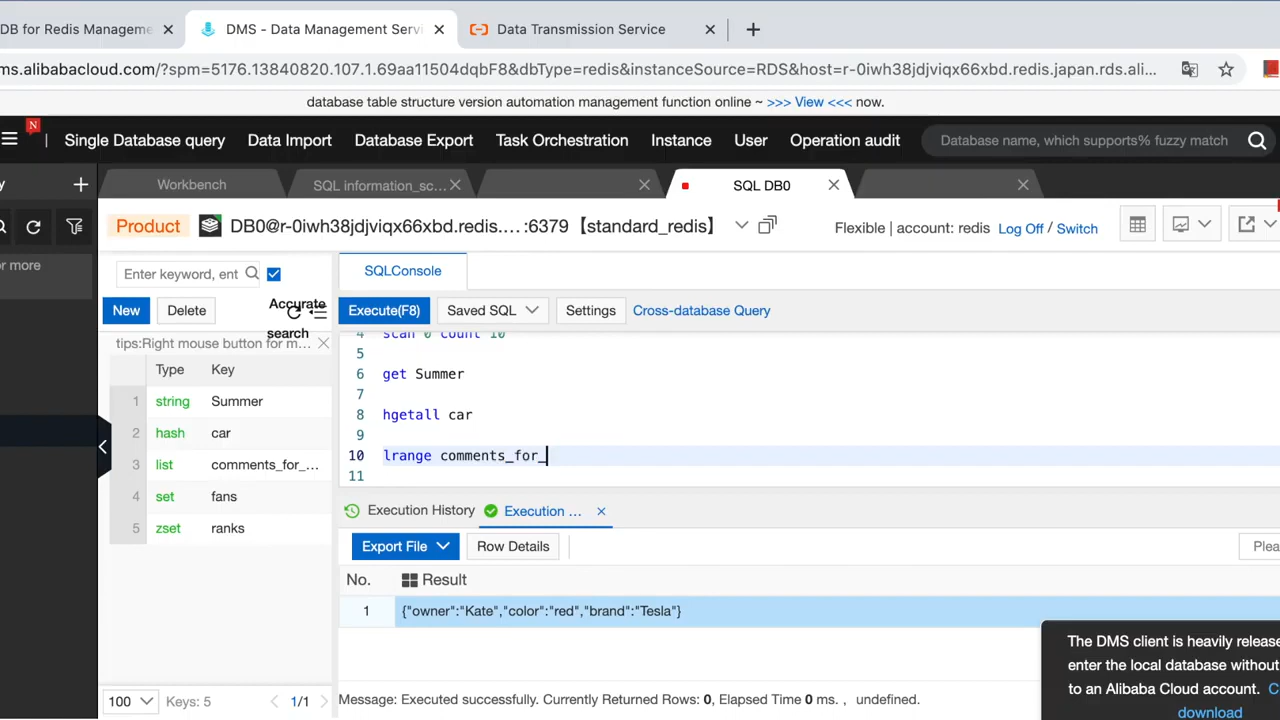 DB for Redis Manageme
DMS - Data Management Servi
Data Transmission Service
ms.alibabacloud.com/?spm=5176.13840820.107.1.69aa11504dqbF8&dbType=redis&instanceSource=RDS&host=r-0iwh38jdjviqx66xbd.redis.japan.rds.ali...
database table structure version automation management function online ~ >>> View <<< now.
N
Single Database query Data Import Database Export Task Orchestration Instance User Operation audit Database name, which supports% fuzzy match
y
Workbench SQL information_sc... SQL DB0
Product DB0@r-0iwh38jdjviqx66xbd.redis.... :6379【standard_redis】 Flexible | account: redis Log Off / Switch
or more
Enter keyword, ent
Accurate
search
SQLConsole
New Delete
Execute(F8) Saved SQL Settings Cross-database Query
tips:Right mouse button for m...
Type Key
1 string Summer
2 hash car
3 list comments_for_...
4 set fans
5 zset ranks
4 scan 0 count 10
5
6 get Summer
7
8 hgetall car
9
10 lrange comments_for_
11
Execution History Execution ...
Export File Row Details Plea
No. Result
1 {"owner":"Kate","color":"red","brand":"Tesla"}
The DMS client is heavily release
enter the local database without
to an Alibaba Cloud account. C
download
100 Keys: 5 1/1
Message: Executed successfully. Currently Returned Rows: 0, Elapsed Time 0 ms. , undefined.